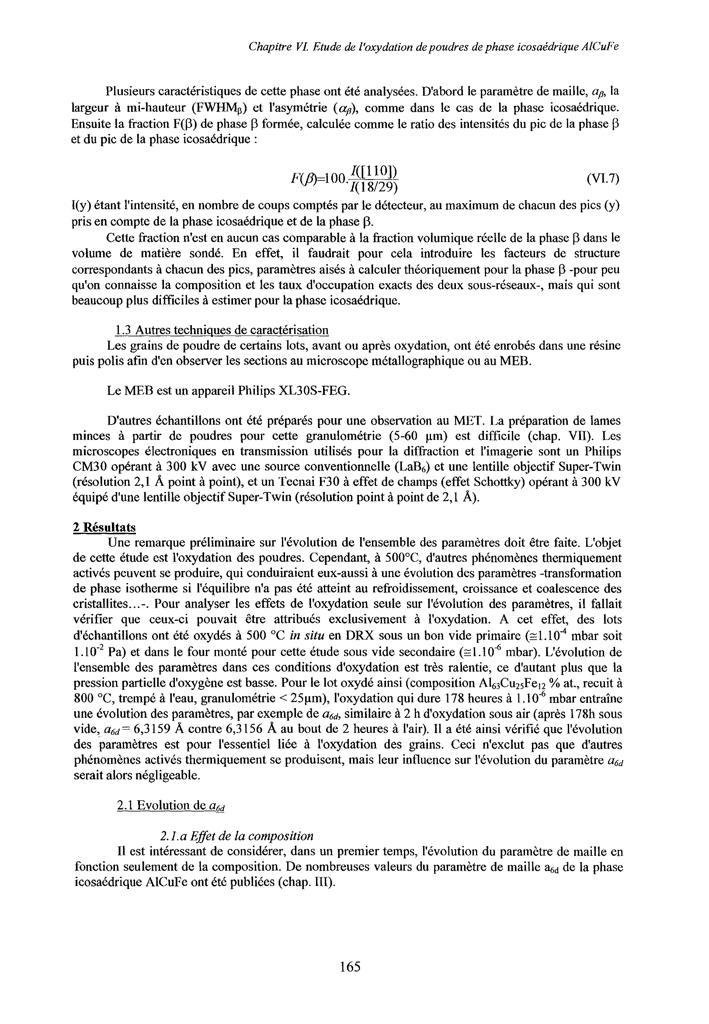 Chapitre VI. Etude de l'oxydation de poudres de phase icosaédrique AlCuFe
Plusieurs caractéristiques de cette phase ont été analysées. D'abord le paramètre de maille, aβ, la
largeur à mi-hauteur (FWHMβ) et l'asymétrie (αβ), comme dans le cas de la phase icosaédrique.
Ensuite la fraction F(β) de phase β formée, calculée comme le ratio des intensités du pic de la phase β
et du pic de la phase icosaédrique :
F(β)=100.I([110])/I(18/29) (VI.7)
I(y) étant l'intensité, en nombre de coups comptés par le détecteur, au maximum de chacun des pics (y)
pris en compte de la phase icosaédrique et de la phase β.
Cette fraction n'est en aucun cas comparable à la fraction volumique réelle de la phase β dans le
volume de matière sondé. En effet, il faudrait pour cela introduire les facteurs de structure
correspondants à chacun des pics, paramètres aisés à calculer théoriquement pour la phase β -pour peu
qu'on connaisse la composition et les taux d'occupation exacts des deux sous-réseaux-, mais qui sont
beaucoup plus difficiles à estimer pour la phase icosaédrique.
1.3 Autres techniques de caractérisation
Les grains de poudre de certains lots, avant ou après oxydation, ont été enrobés dans une résine
puis polis afin d'en observer les sections au microscope métallographique ou au MEB.
Le MEB est un appareil Philips XL30S-FEG.
D'autres échantillons ont été préparés pour une observation au MET. La préparation de lames
minces à partir de poudres pour cette granulométrie (5-60 µm) est difficile (chap. VII). Les
microscopes électroniques en transmission utilisés pour la diffraction et l'imagerie sont un Philips
CM30 opérant à 300 kV avec une source conventionnelle (LaB₆) et une lentille objectif Super-Twin
(résolution 2,1 Å point à point), et un Tecnai F30 à effet de champs (effet Schottky) opérant à 300 kV
équipé d'une lentille objectif Super-Twin (résolution point à point de 2,1 Å).
2 Résultats
Une remarque préliminaire sur l'évolution de l'ensemble des paramètres doit être faite. L'objet
de cette étude est l'oxydation des poudres. Cependant, à 500°C, d'autres phénomènes thermiquement
activés peuvent se produire, qui conduiraient eux-aussi à une évolution des paramètres -transformation
de phase isotherme si l'équilibre n'a pas été atteint au refroidissement, croissance et coalescence des
cristallites...-. Pour analyser les effets de l'oxydation seule sur l'évolution des paramètres, il fallait
vérifier que ceux-ci pouvait être attribués exclusivement à l'oxydation. A cet effet, des lots
d'échantillons ont été oxydés à 500 °C in situ en DRX sous un bon vide primaire (≅1.10⁻⁴ mbar soit
1.10⁻² Pa) et dans le four monté pour cette étude sous vide secondaire (≅1.10⁻⁶ mbar). L'évolution de
l'ensemble des paramètres dans ces conditions d'oxydation est très ralentie, ce d'autant plus que la
pression partielle d'oxygène est basse. Pour le lot oxydé ainsi (composition Al₆₃Cu₂₅Fe₁₂ % at., recuit à
800 °C, trempé à l'eau, granulométrie < 25µm), l'oxydation qui dure 178 heures à 1.10⁻⁶ mbar entraîne
une évolution des paramètres, par exemple de a6d, similaire à 2 h d'oxydation sous air (après 178h sous
vide, a6d = 6,3159 Å contre 6,3156 Å au bout de 2 heures à l'air). Il a été ainsi vérifié que l'évolution
des paramètres est pour l'essentiel liée à l'oxydation des grains. Ceci n'exclut pas que d'autres
phénomènes activés thermiquement se produisent, mais leur influence sur l'évolution du paramètre a6d
serait alors négligeable.
2.1 Evolution de a6d
2.1.a Effet de la composition
Il est intéressant de considérer, dans un premier temps, l'évolution du paramètre de maille en
fonction seulement de la composition. De nombreuses valeurs du paramètre de maille a6d de la phase
icosaédrique AlCuFe ont été publiées (chap. III).
165